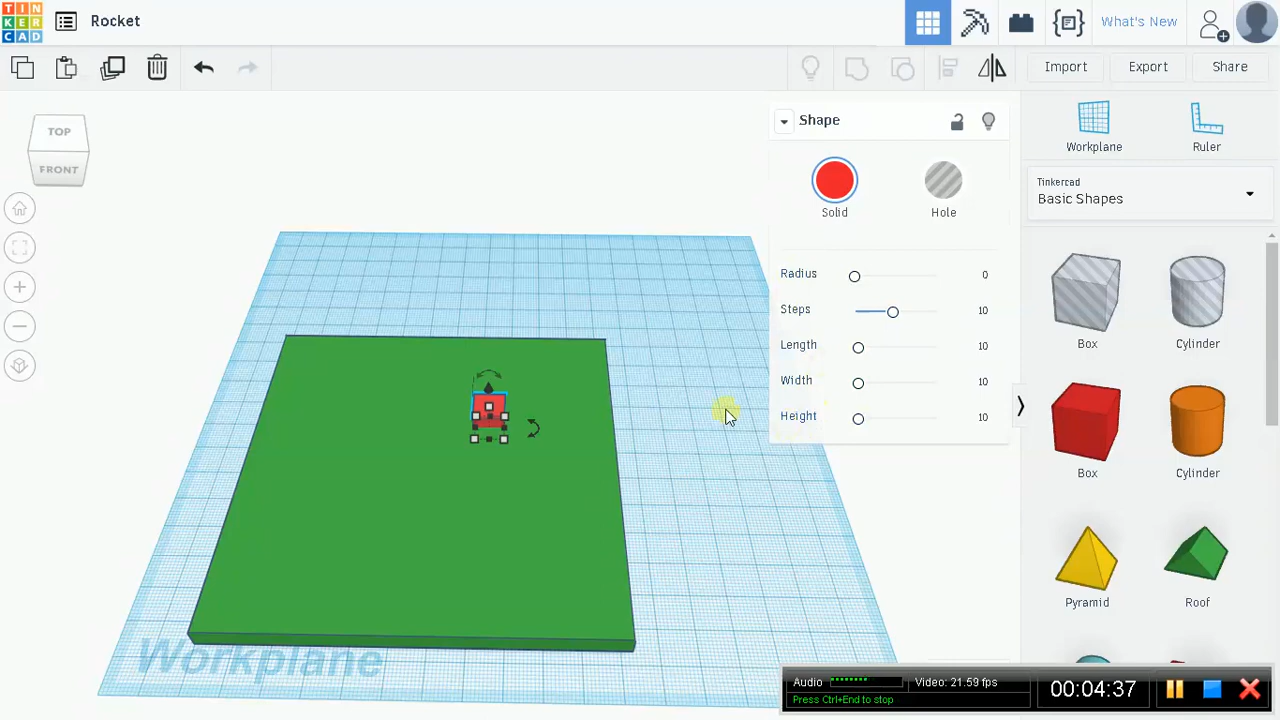 TIN
KER
CAD
Rocket
What's New
Import
Export
Share
TOP
FRONT
Shape
Solid
Hole
Radius 0
Steps 10
Length 10
Width 10
Height 10
Workplane
Ruler
Tinkercad
Basic Shapes
Box
Cylinder
Box
Cylinder
Pyramid
Roof
Workplane
Audio
Video: 21.59 fps
Press Ctrl+End to stop
00:04:37